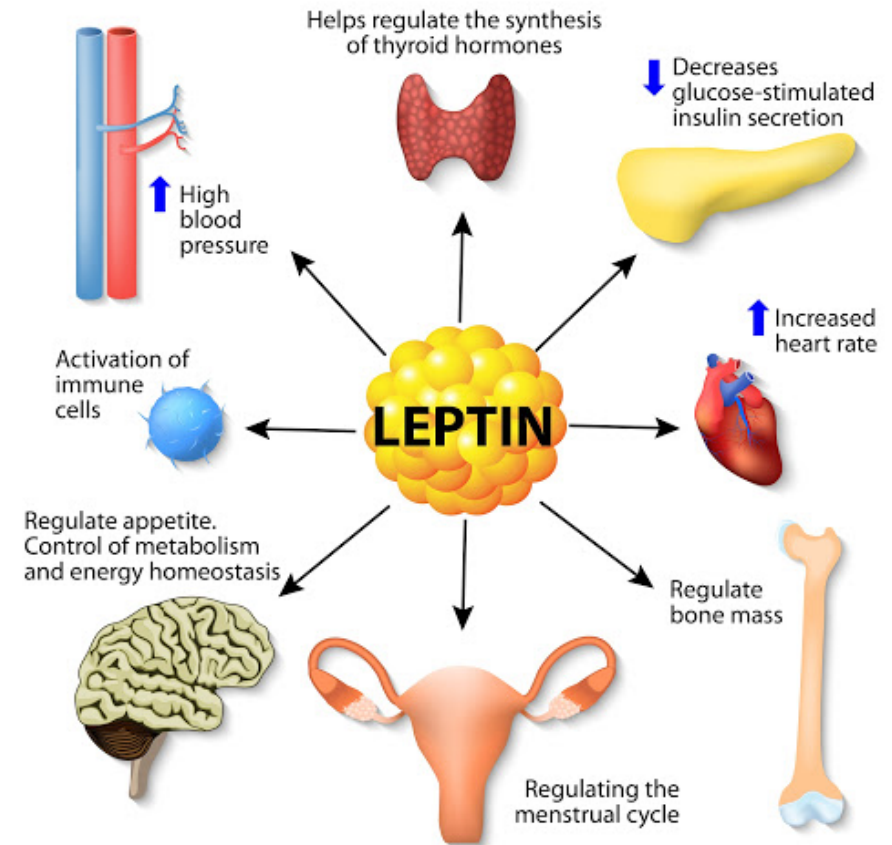 Helps regulate the synthesis
of thyroid hormones
Decreases
glucose-stimulated
insulin secretion
High
blood
pressure
Increased
heart rate
Activation of
immune
cells
LEPTIN
Regulate appetite.
Control of metabolism
and energy homeostasis
Regulate
bone mass
Regulating the
menstrual cycle